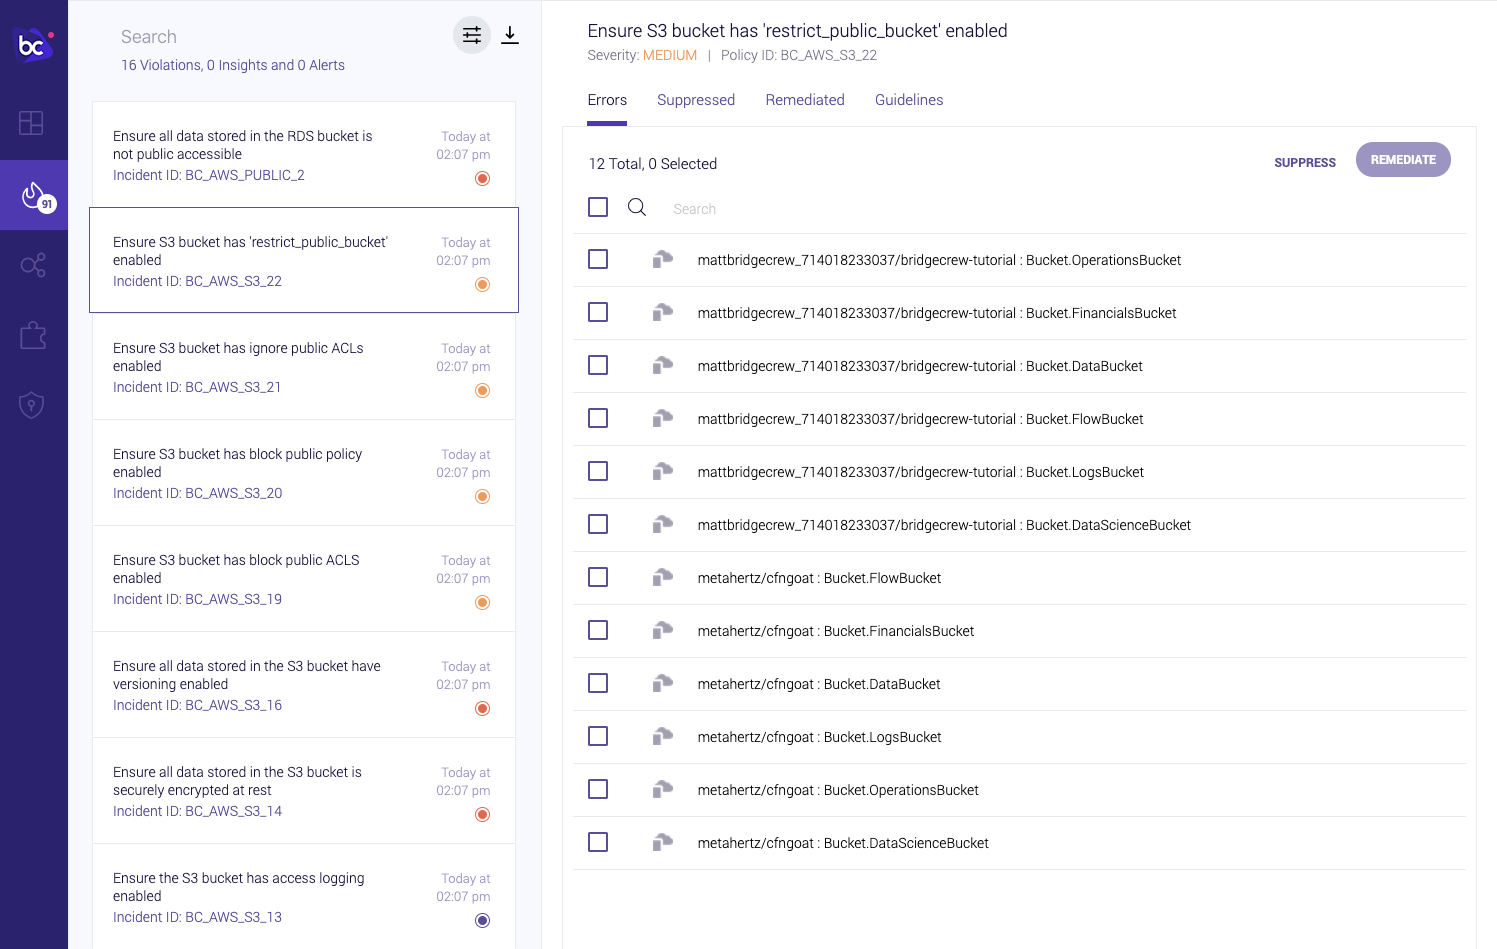 bc
91
Search
16 Violations, 0 Insights and 0 Alerts
Ensure all data stored in the RDS bucket is
not public accessible
Incident ID: BC_AWS_PUBLIC_2
Today at
02:07 pm
Ensure S3 bucket has 'restrict_public_bucket'
enabled
Incident ID: BC_AWS_S3_22
Today at
02:07 pm
Ensure S3 bucket has ignore public ACLs
enabled
Incident ID: BC_AWS_S3_21
Today at
02:07 pm
Ensure S3 bucket has block public policy
enabled
Incident ID: BC_AWS_S3_20
Today at
02:07 pm
Ensure S3 bucket has block public ACLS
enabled
Incident ID: BC_AWS_S3_19
Today at
02:07 pm
Ensure all data stored in the S3 bucket have
versioning enabled
Incident ID: BC_AWS_S3_16
Today at
02:07 pm
Ensure all data stored in the S3 bucket is
securely encrypted at rest
Incident ID: BC_AWS_S3_14
Today at
02:07 pm
Ensure the S3 bucket has access logging
enabled
Incident ID: BC_AWS_S3_13
Today at
02:07 pm
Ensure S3 bucket has 'restrict_public_bucket' enabled
Severity: MEDIUM | Policy ID: BC_AWS_S3_22
Errors Suppressed Remediated Guidelines
12 Total, 0 Selected SUPPRESS REMEDIATE
Search
mattbridgecrew_714018233037/bridgecrew-tutorial : Bucket.OperationsBucket
mattbridgecrew_714018233037/bridgecrew-tutorial : Bucket.FinancialsBucket
mattbridgecrew_714018233037/bridgecrew-tutorial : Bucket.DataBucket
mattbridgecrew_714018233037/bridgecrew-tutorial : Bucket.FlowBucket
mattbridgecrew_714018233037/bridgecrew-tutorial : Bucket.LogsBucket
mattbridgecrew_714018233037/bridgecrew-tutorial : Bucket.DataScienceBucket
metahertz/cfngoat : Bucket.FlowBucket
metahertz/cfngoat : Bucket.FinancialsBucket
metahertz/cfngoat : Bucket.DataBucket
metahertz/cfngoat : Bucket.LogsBucket
metahertz/cfngoat : Bucket.OperationsBucket
metahertz/cfngoat : Bucket.DataScienceBucket